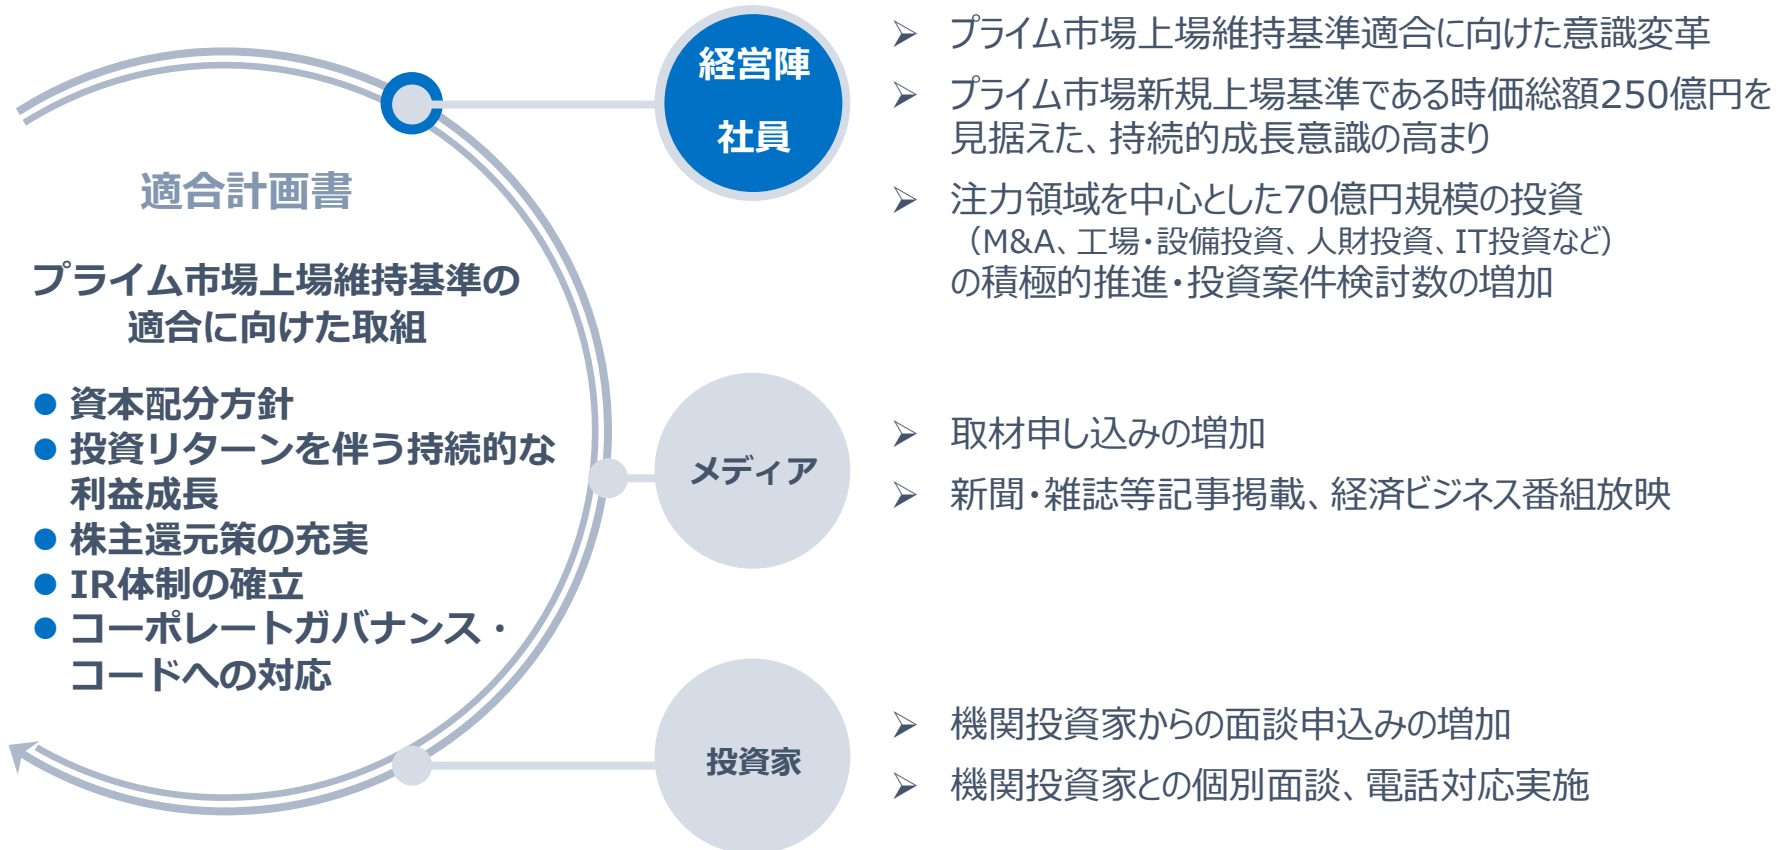 適合計画書
プライム市場上場維持基準の
適合に向けた取組
● 資本配分方針
● 投資リターンを伴う持続的な
利益成長
● 株主還元策の充実
● IR体制の確立
● コーポレートガバナンス・
コードへの対応
経営陣
社員
➢ プライム市場上場維持基準適合に向けた意識変革
➢ プライム市場新規上場基準である時価総額250億円を
見据えた、持続的成長意識の高まり
➢ 注力領域を中心とした70億円規模の投資
（M&A、工場・設備投資、人財投資、IT投資など）
の積極的推進・投資案件検討数の増加
メディア
➢ 取材申し込みの増加
➢ 新聞・雑誌等記事掲載、経済ビジネス番組放映
投資家
➢ 機関投資家からの面談申込みの増加
➢ 機関投資家との個別面談、電話対応実施